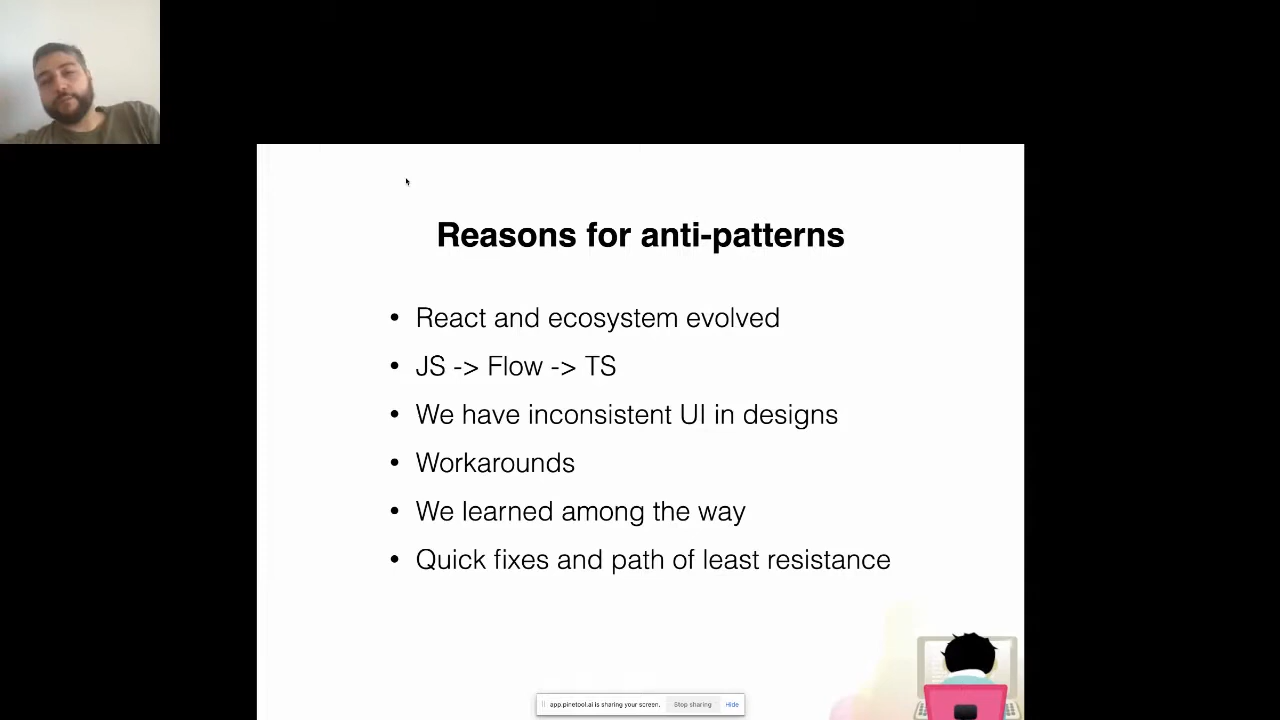 Reasons for anti-patterns
• React and ecosystem evolved
• JS -> Flow -> TS
• We have inconsistent UI in designs
• Workarounds
• We learned among the way
• Quick fixes and path of least resistance
app.pinetool.ai is sharing your screen. Stop sharing Hide